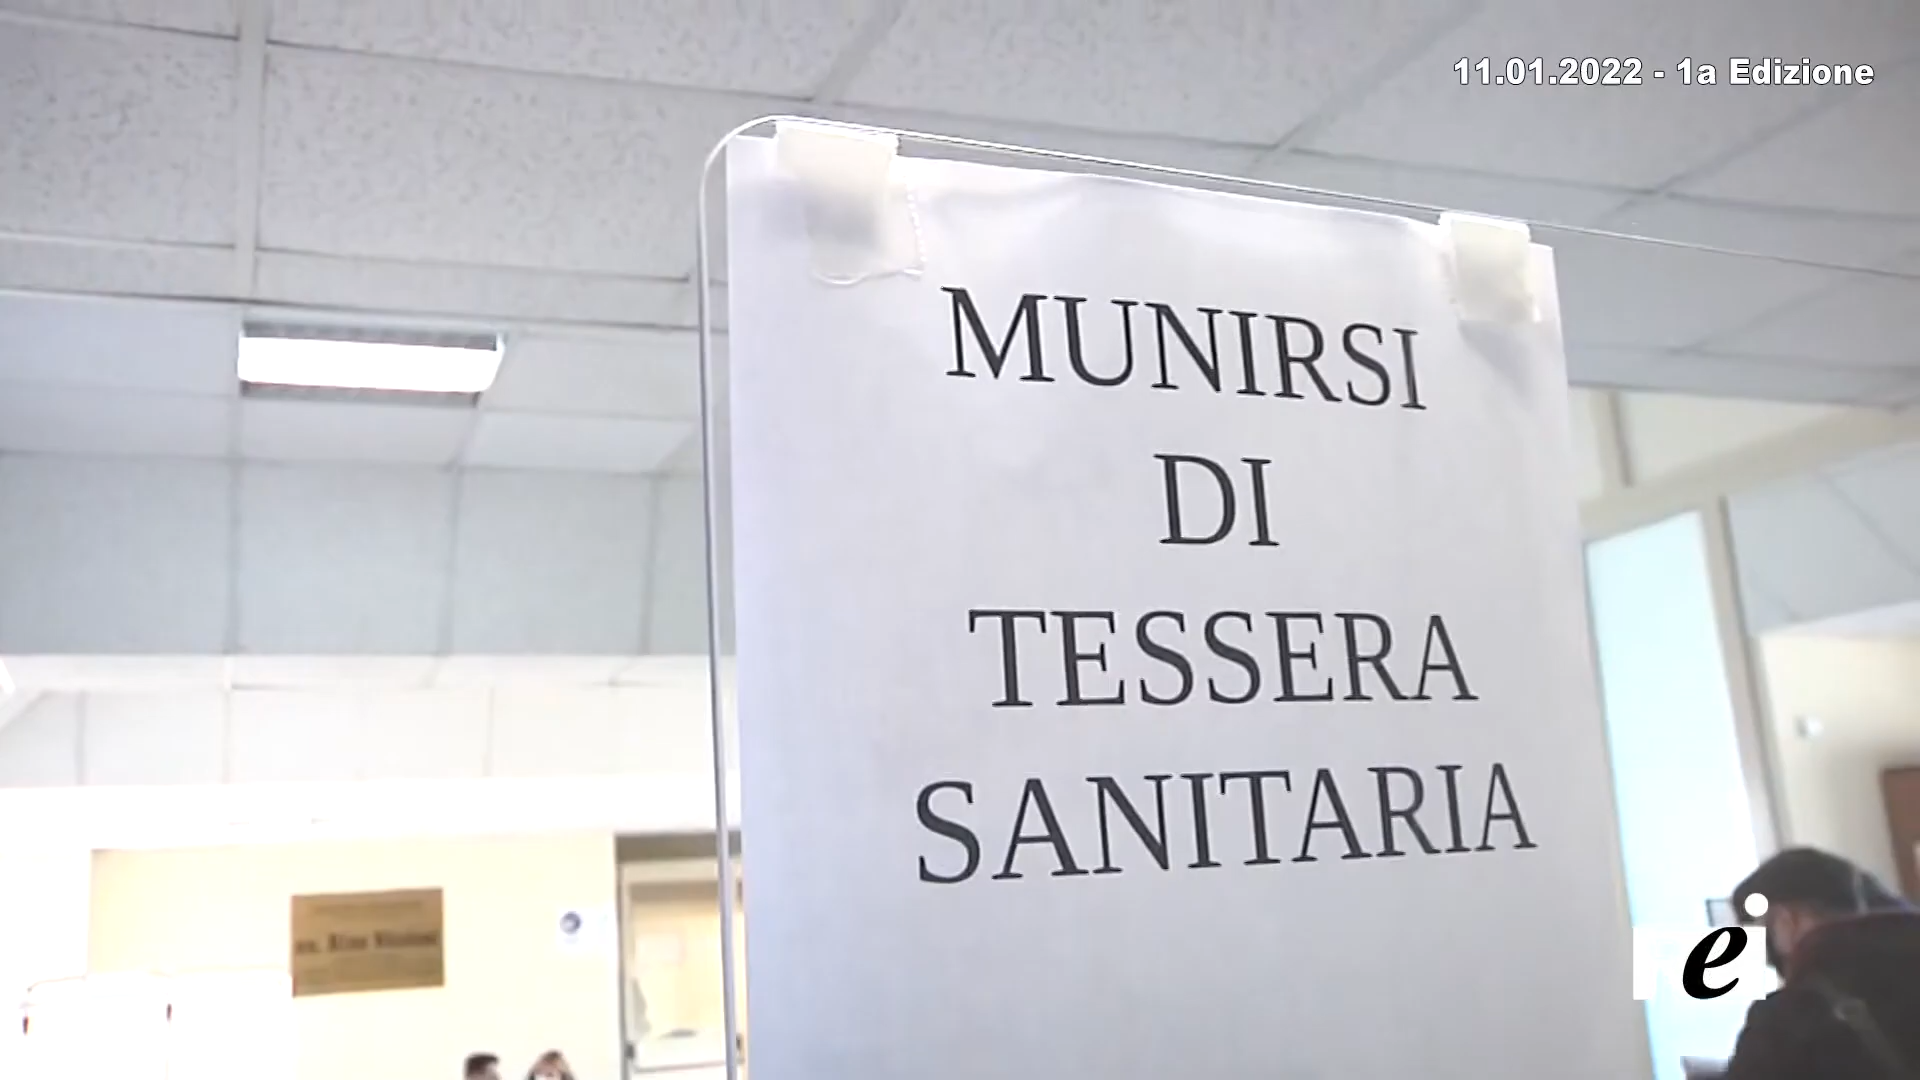 11.01.2022 - 1a Edizione
MUNIRSI
DI
TESSERA
SANITARIA
e